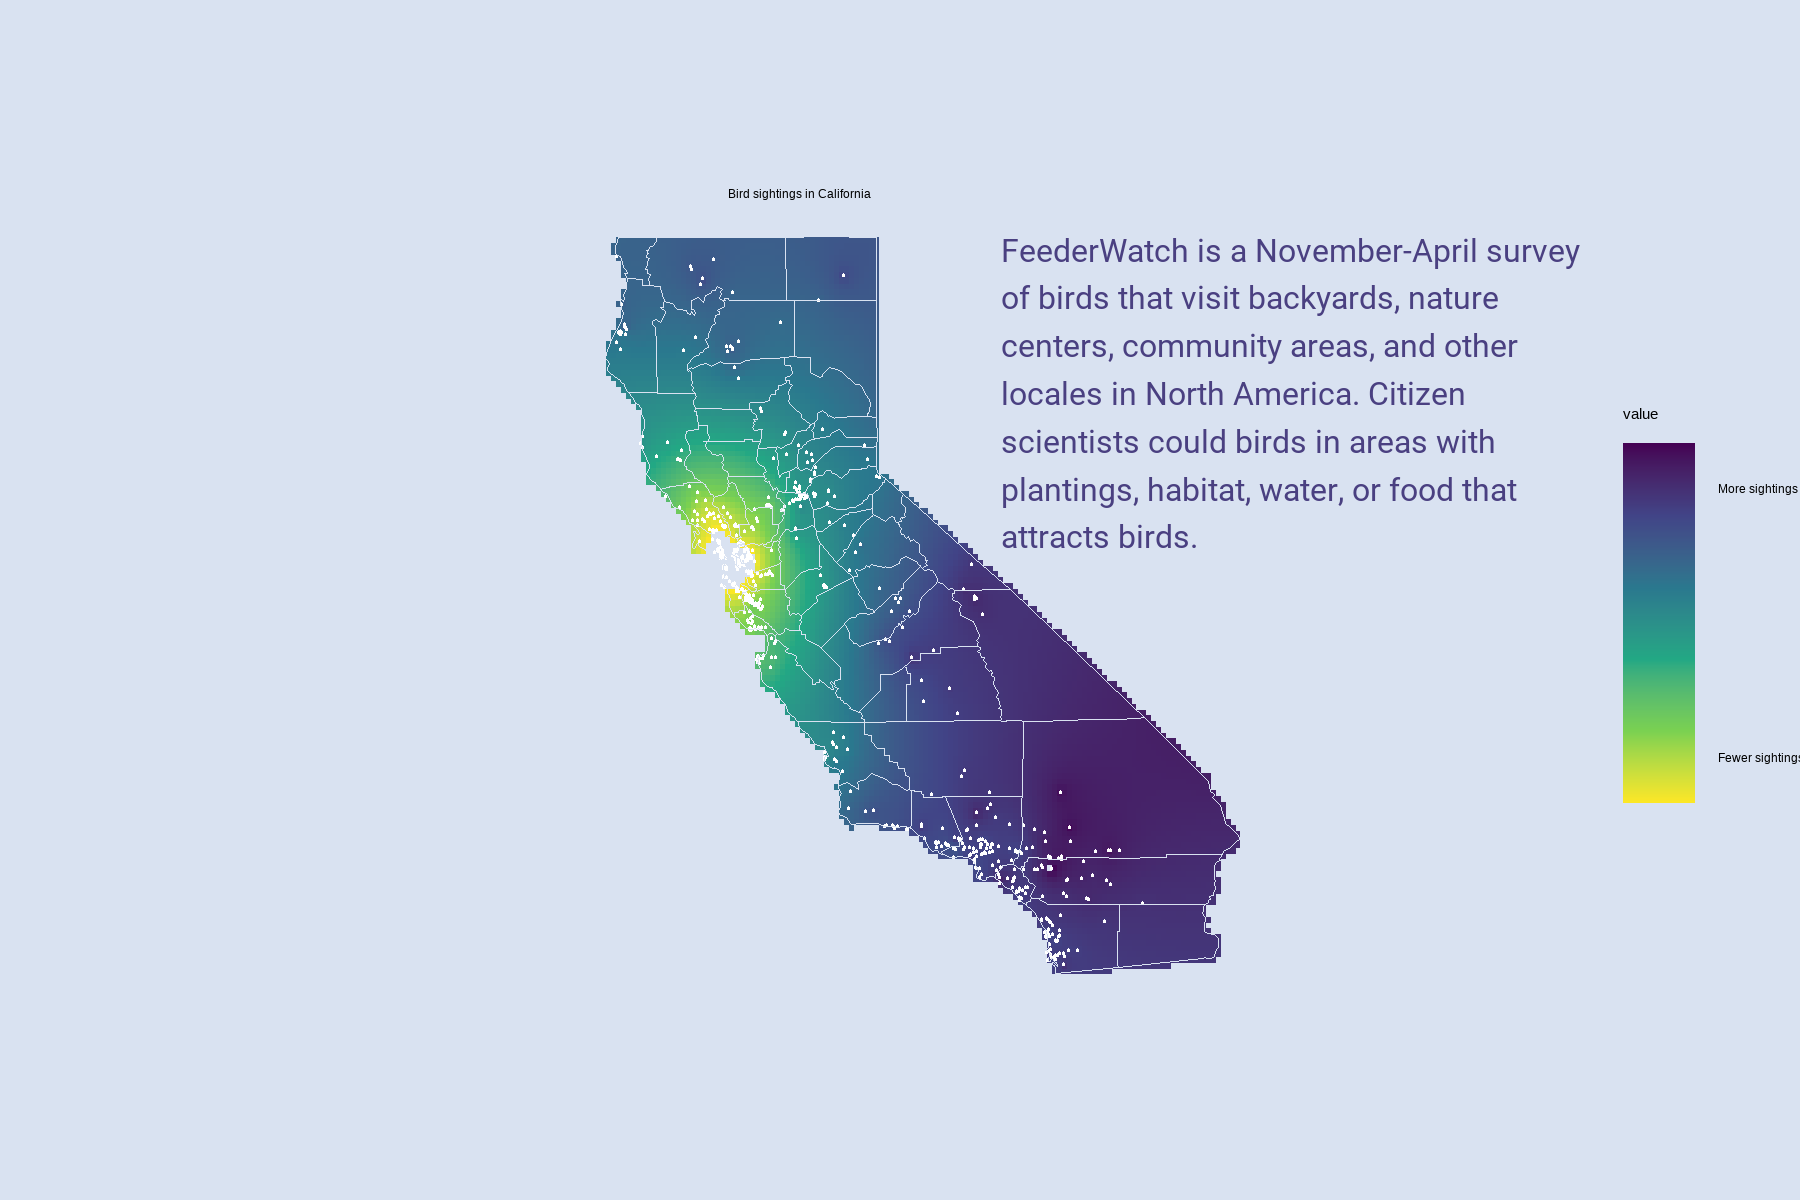 Bird sightings in California
FeederWatch is a November-April survey
of birds that visit backyards, nature
centers, community areas, and other
locales in North America. Citizen
scientists could birds in areas with
plantings, habitat, water, or food that
attracts birds.
value
More sightings
Fewer sightings